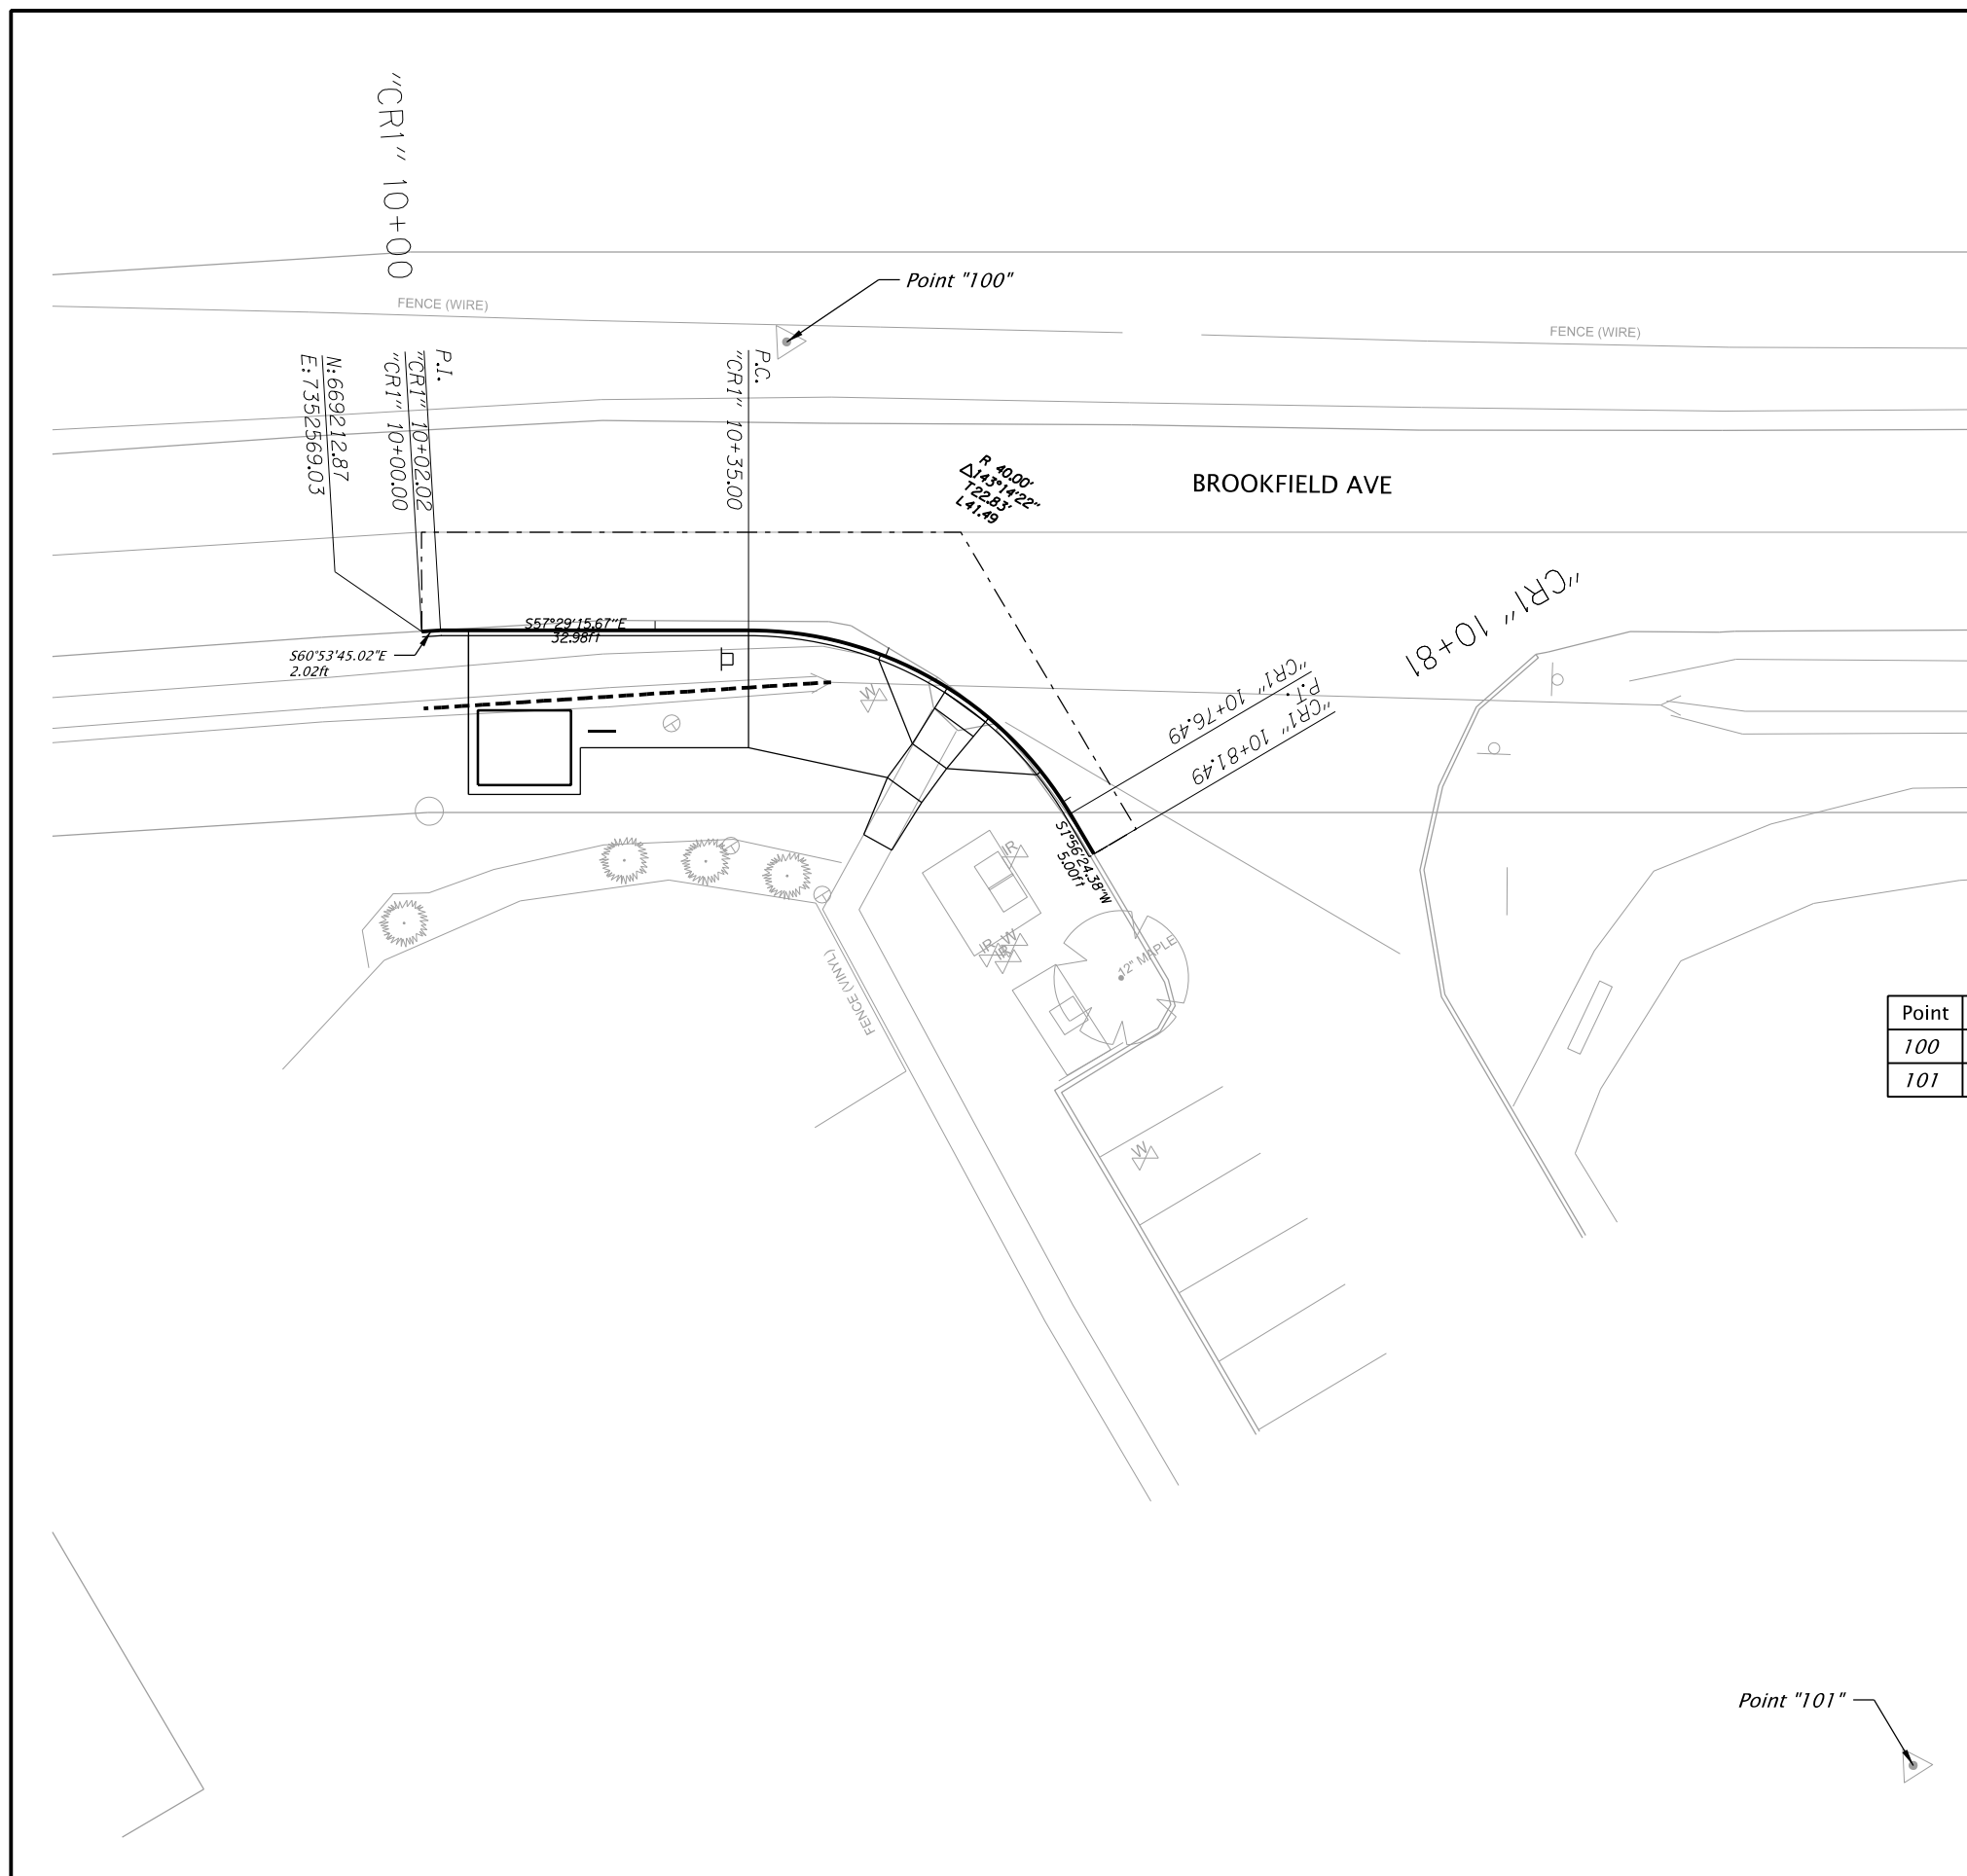 "CR1" 10+00
Point "100"
FENCE (WIRE)
FENCE (WIRE)
N:669212.87
E:7352569.03
P.I.
"CR1" 10+02.02
"CR1" 10+00.00
P.C.
"CR1" 10+35.00
R 40.00'
Δ143°14'22"
T22.83'
L41.49
BROOKFIELD AVE
"CR1" 10+81
S57°29'15.67"E
32.98ft
S60°53'45.02"E
2.02ft
"CR1" 10+76.49
P.T.
"CR1" 10+81.49
W
S1°56'24.38"W
5.00ft
IR
IR
W
IR
12" MAPLE
FENCE (VINYL)
W
Point
100
101
Point "101"